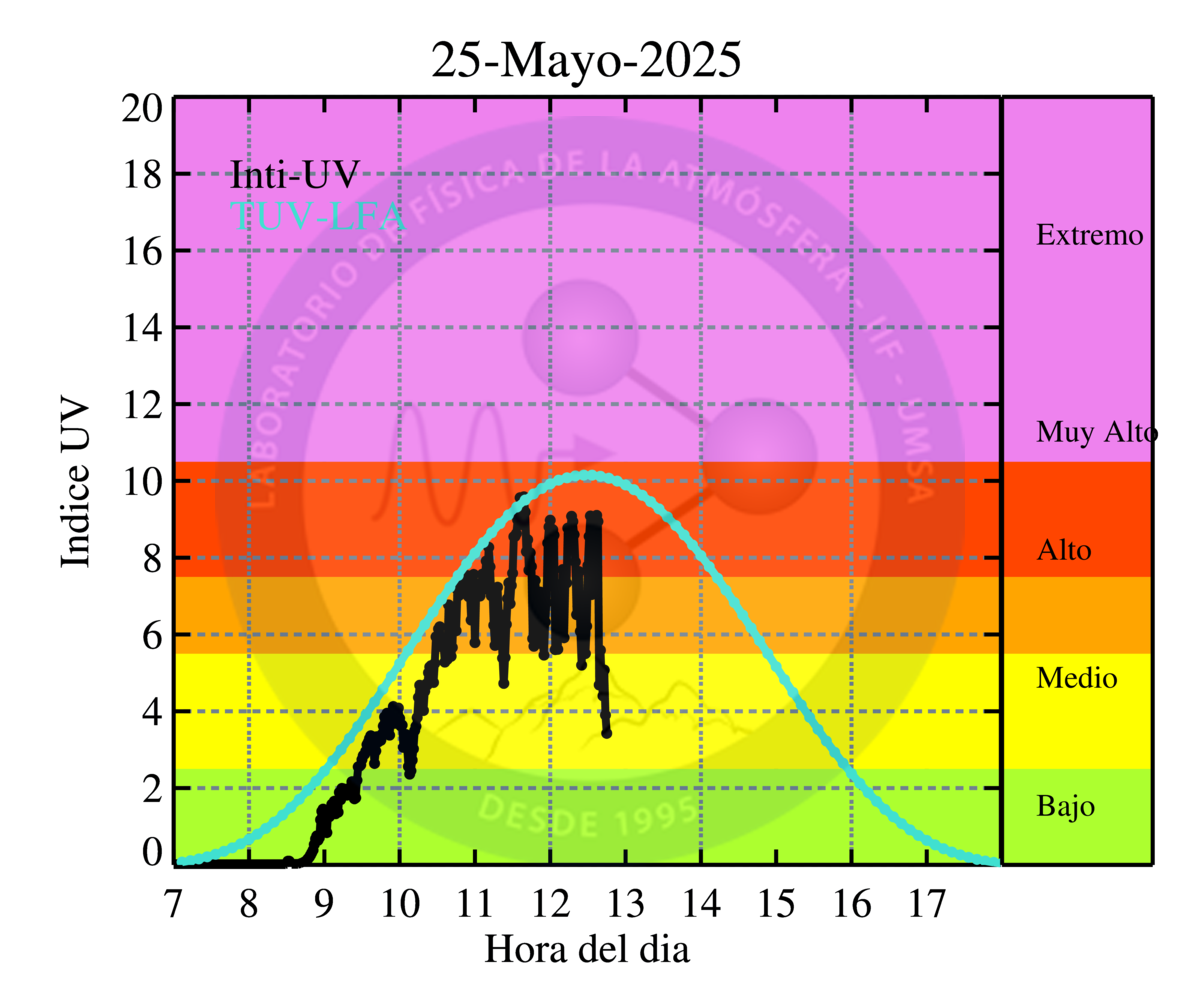 25-Mayo-2025
20
18
16
14
12
10
8
6
4
2
0
Indice UV
Inti-UV
TUV-LFA
LABORATORIO DE FÍSICA DE LA ATMÓSFERA - IIF - UMSA
DESDE 1995
Extremo
Muy Alto
Alto
Medio
Bajo
7 8 9 10 11 12 13 14 15 16 17
Hora del dia